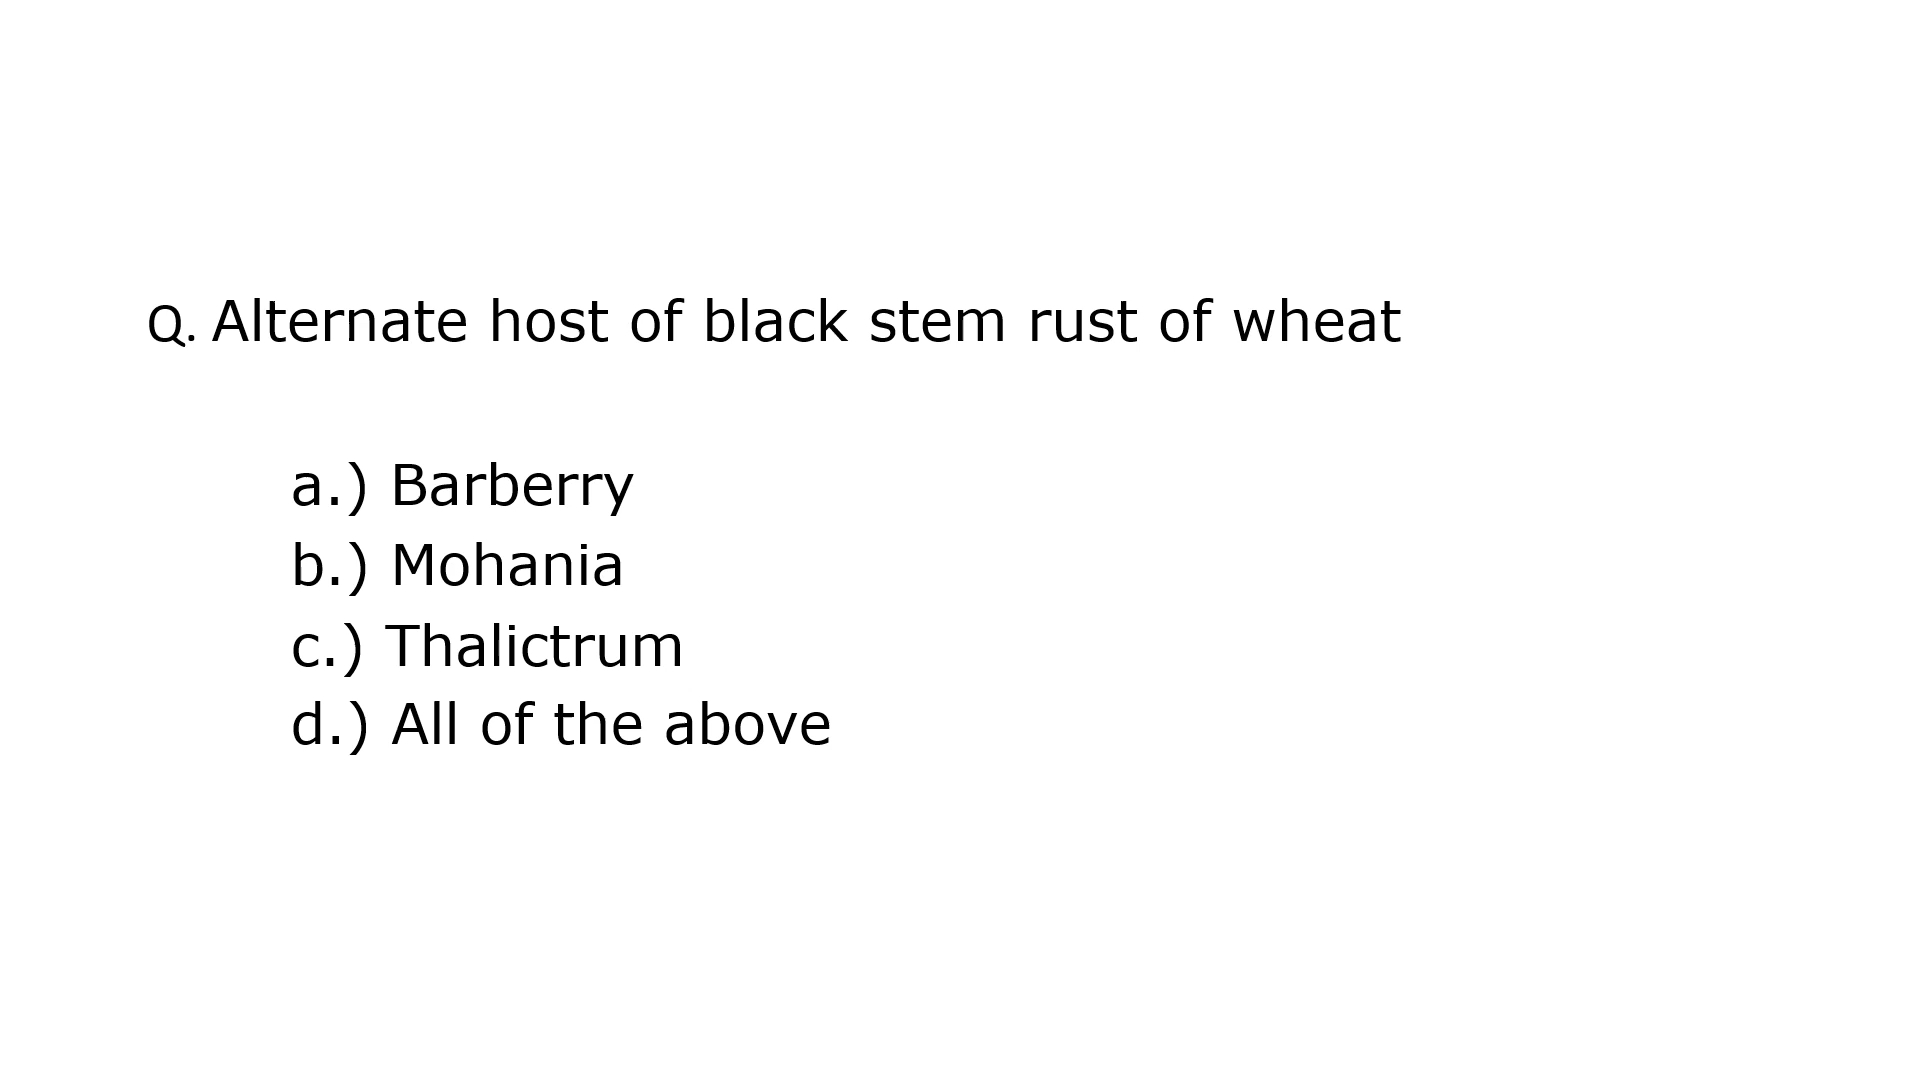 Q. Alternate host of black stem rust of wheat
a.) Barberry
b.) Mohania
c.) Thalictrum
d.) All of the above